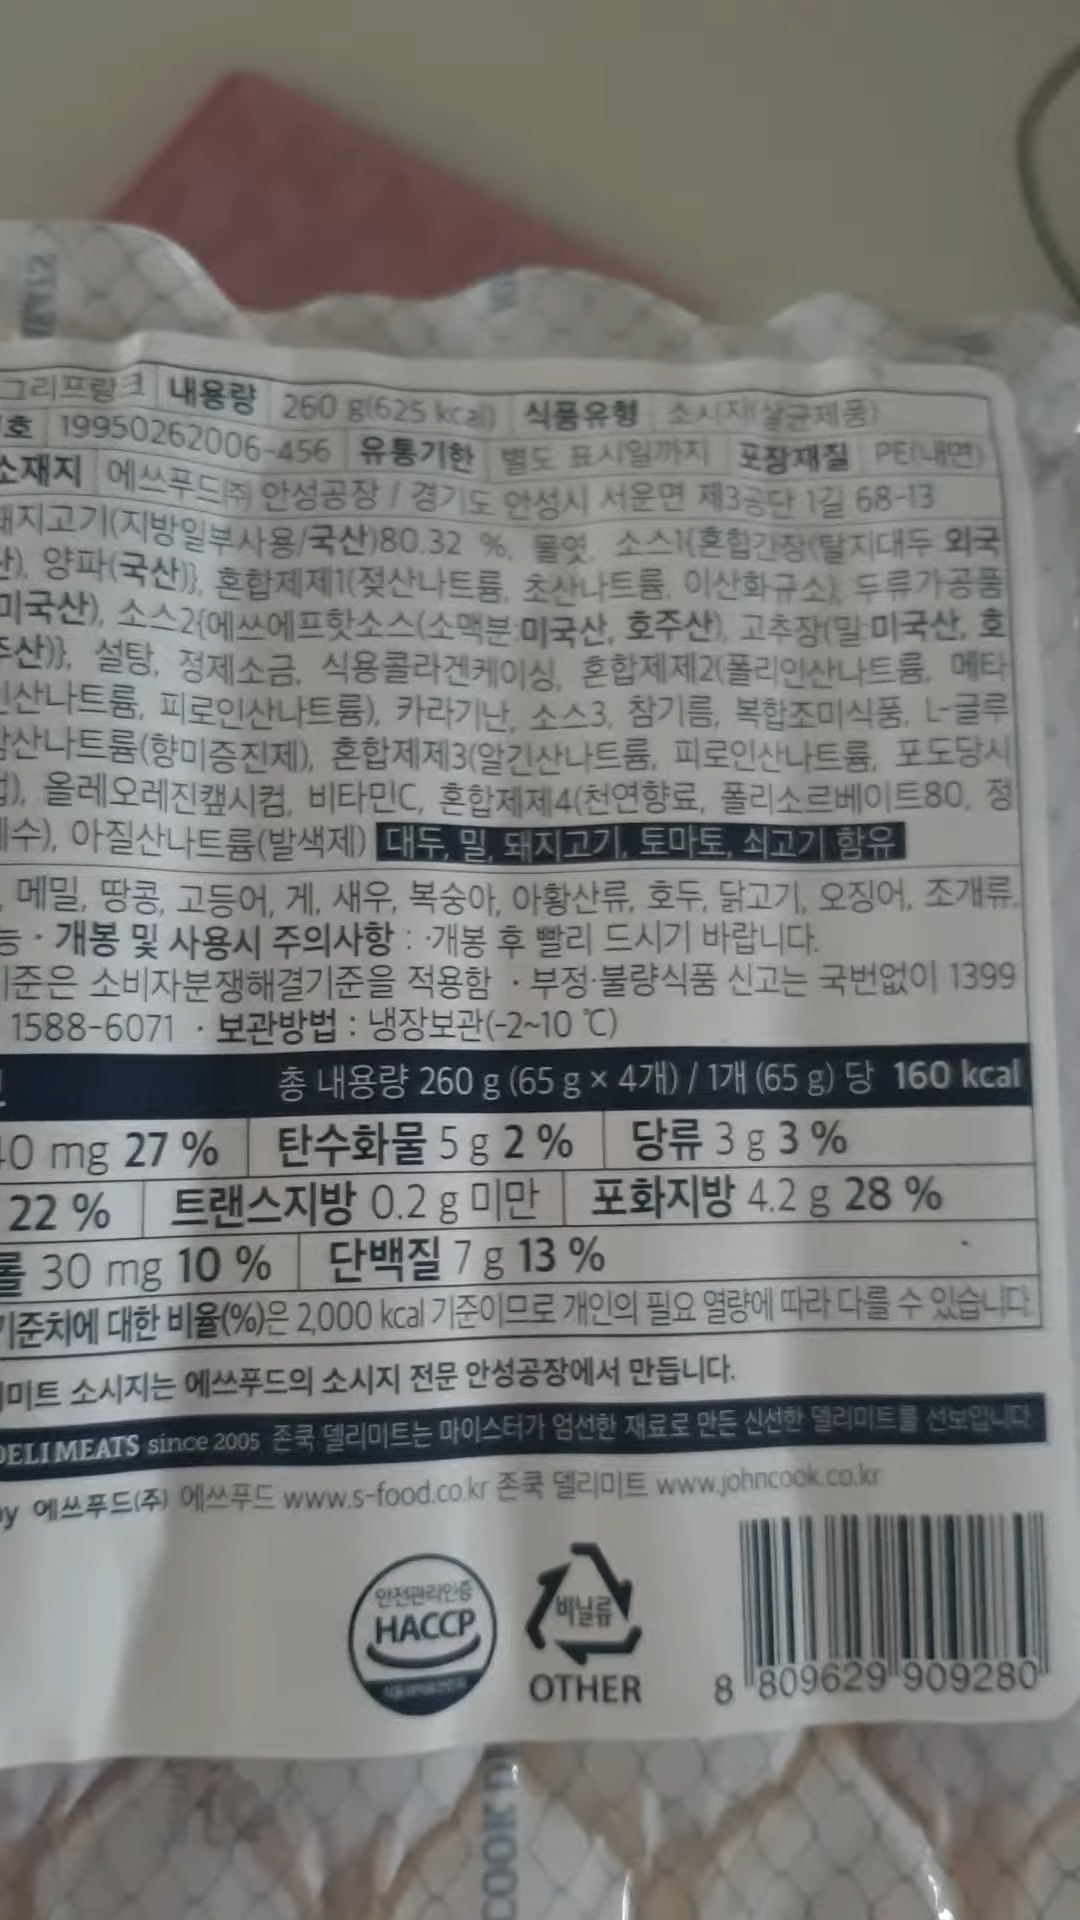 그리프랑크 내용량 260 g(625 kcal) 식품유형 소시지(살균제품)
호 19950262006-456 유통기한 별도 표시일까지 포장재질 PE(내면)
소재지 에쓰푸드(주) 안성공장 / 경기도 안성시 서운면 제3공단 1길 68-13
돼지고기(지방일부사용/국산)80.32 %, 물엿, 소스1{혼합간장(탈지대두:외국
산), 양파(국산)}, 혼합제제1(젖산나트륨, 초산나트륨, 이산화규소), 두류가공품
미국산), 소스2{에쓰에프핫소스(소맥분:미국산, 호주산), 고추장(밀:미국산, 호
주산)}, 설탕, 정제소금, 식용콜라겐케이싱, 혼합제제2(폴리인산나트륨, 메타
인산나트륨, 피로인산나트륨), 카라기난, 소스3, 참기름, 복합조미식품, L-글루
탐산나트륨(향미증진제), 혼합제제3(알긴산나트륨, 피로인산나트륨, 포도당시
럽), 올레오레진캪시컴, 비타민C, 혼합제제4(천연향료, 폴리소르베이트80, 정
제수), 아질산나트륨(발색제) 대두, 밀, 돼지고기, 토마토, 쇠고기 함유
, 메밀, 땅콩, 고등어, 게, 새우, 복숭아, 아황산류, 호두, 닭고기, 오징어, 조개류,
능 · 개봉 및 사용시 주의사항 : ·개봉 후 빨리 드시기 바랍니다.
기준은 소비자분쟁해결기준을 적용함 · 부정·불량식품 신고는 국번없이 1399
1588-6071 · 보관방법 : 냉장보관(-2~10 ℃)
총 내용량 260 g (65 g × 4개) / 1개 (65 g) 당 160 kcal
0 mg 27 % 탄수화물 5 g 2 % 당류 3 g 3 %
22 % 트랜스지방 0.2 g 미만 포화지방 4.2 g 28 %
롤 30 mg 10 % 단백질 7 g 13 %
기준치에 대한 비율(%)은 2,000 kcal 기준이므로 개인의 필요 열량에 따라 다를 수 있습니다.
미트 소시지는 에쓰푸드의 소시지 전문 안성공장에서 만듭니다.
DELI MEATS since 2005 존쿡 델리미트는 마이스터가 엄선한 재료로 만든 신선한 델리미트를 선보입니다
by 에쓰푸드(주) 에쓰푸드 www.s-food.co.kr 존쿡 델리미트 www.johncook.co.kr
안전관리인증
HACCP
비닐류
OTHER
8 809629 909280
COOK D